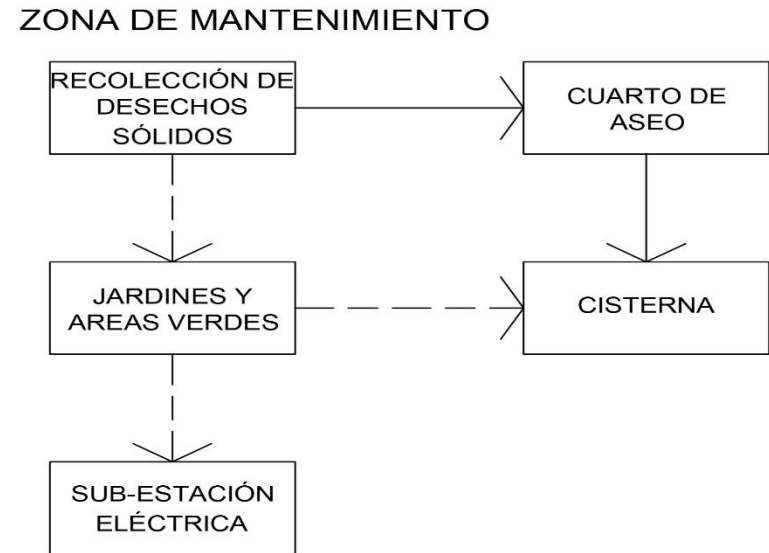 ZONA DE MANTENIMIENTO
RECOLECCIÓN DE
DESECHOS
SÓLIDOS
CUARTO DE
ASEO
JARDINES Y
AREAS VERDES
CISTERNA
SUB-ESTACIÓN
ELÉCTRICA